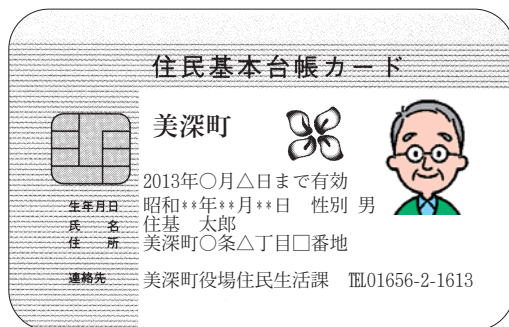 住民基本台帳カード
美深町
2013年○月△日まで有効
生年月日 昭和**年**月**日 性別 男
氏名 住基 太郎
住所 美深町○条△丁目□番地
連絡先 美深町役場住民生活課 ℡01656-2-1613